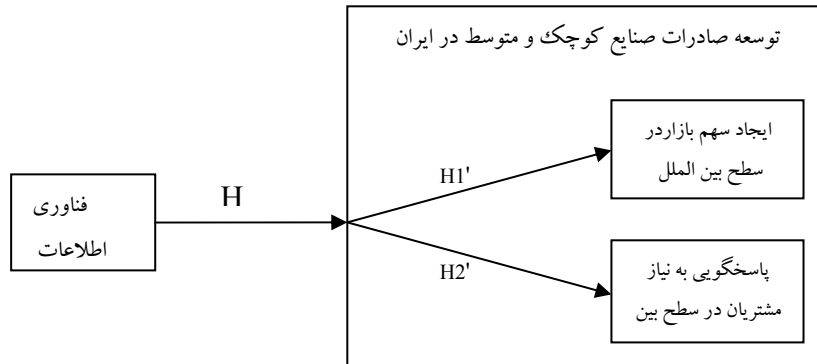 توسعه صادرات صنایع کوچک و متوسط در ایران
ایجاد سهم بازاردر
سطح بین الملل
H1'
H
فناوری
اطلاعات
H2'
پاسخگویی به نیاز
مشتریان در سطح بین